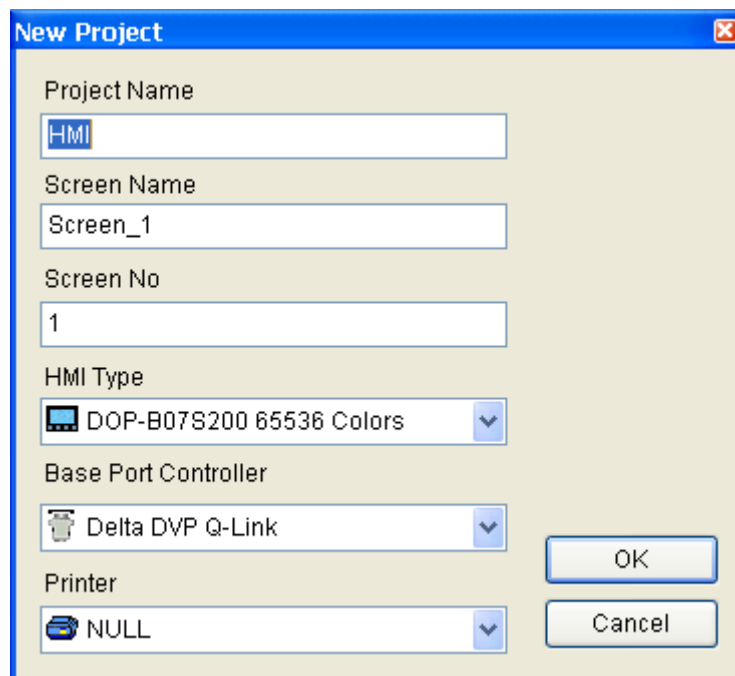 New Project
Project Name
HMI
Screen Name
Screen_1
Screen No
1
HMI Type
DOP-B07S200 65536 Colors
Base Port Controller
Delta DVP Q-Link
OK
Printer
NULL
Cancel